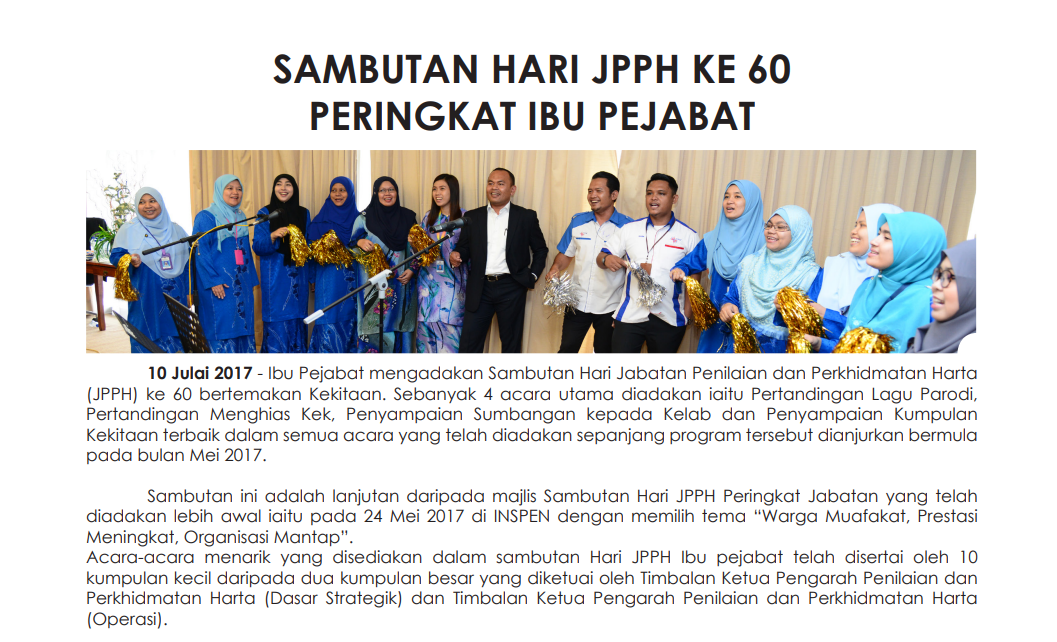 SAMBUTAN HARI JPPH KE 60
PERINGKAT IBU PEJABAT
10 Julai 2017 - Ibu Pejabat mengadakan Sambutan Hari Jabatan Penilaian dan Perkhidmatan Harta
(JPPH) ke 60 bertemakan Kekitaan. Sebanyak 4 acara utama diadakan iaitu Pertandingan Lagu Parodi,
Pertandingan Menghias Kek, Penyampaian Sumbangan kepada Kelab dan Penyampaian Kumpulan
Kekitaan terbaik dalam semua acara yang telah diadakan sepanjang program tersebut dianjurkan bermula
pada bulan Mei 2017.
Sambutan ini adalah lanjutan daripada majlis Sambutan Hari JPPH Peringkat Jabatan yang telah
diadakan lebih awal iaitu pada 24 Mei 2017 di INSPEN dengan memilih tema “Warga Muafakat, Prestasi
Meningkat, Organisasi Mantap”.
Acara-acara menarik yang disediakan dalam sambutan Hari JPPH Ibu pejabat telah disertai oleh 10
kumpulan kecil daripada dua kumpulan besar yang diketuai oleh Timbalan Ketua Pengarah Penilaian dan
Perkhidmatan Harta (Dasar Strategik) dan Timbalan Ketua Pengarah Penilaian dan Perkhidmatan Harta
(Operasi).